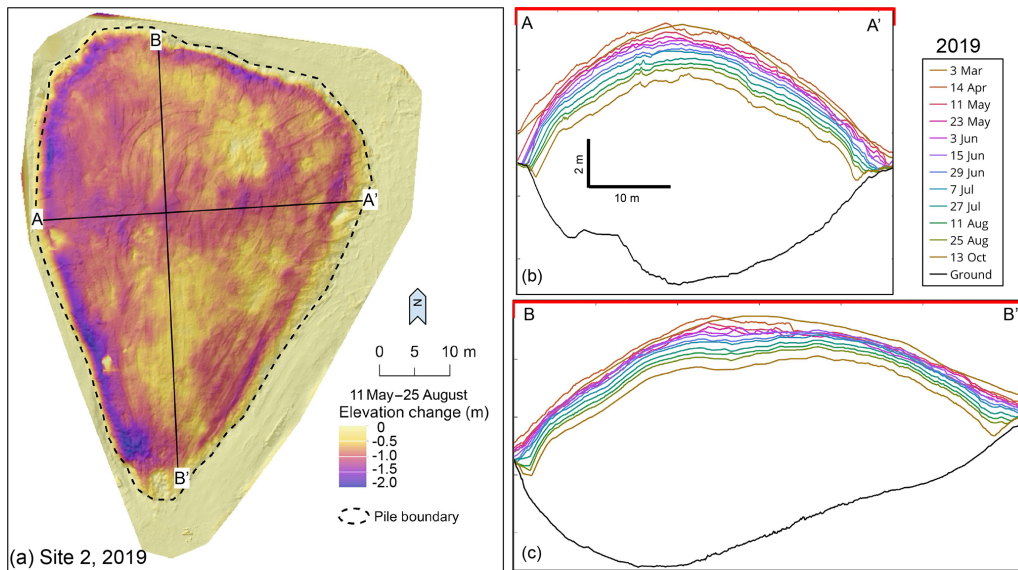 B
A
A'
B'
N
0 5 10 m
11 May–25 August
Elevation change (m)
0
-0.5
-1.0
-1.5
-2.0
Pile boundary
(a) Site 2, 2019
A
A'
2 m
10 m
(b)
2019
3 Mar
14 Apr
11 May
23 May
3 Jun
15 Jun
29 Jun
7 Jul
27 Jul
11 Aug
25 Aug
13 Oct
Ground
B
B'
(c)